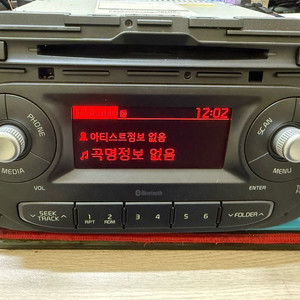 12:02
아티스트정보 없음
곡명정보 없음
PHONE
MEDIA
VOL
SCAN
MENU
ENTER
Bluetooth
SEEK
TRACK
1
RPT
2
RDM
3
4
5
6
FOLDER